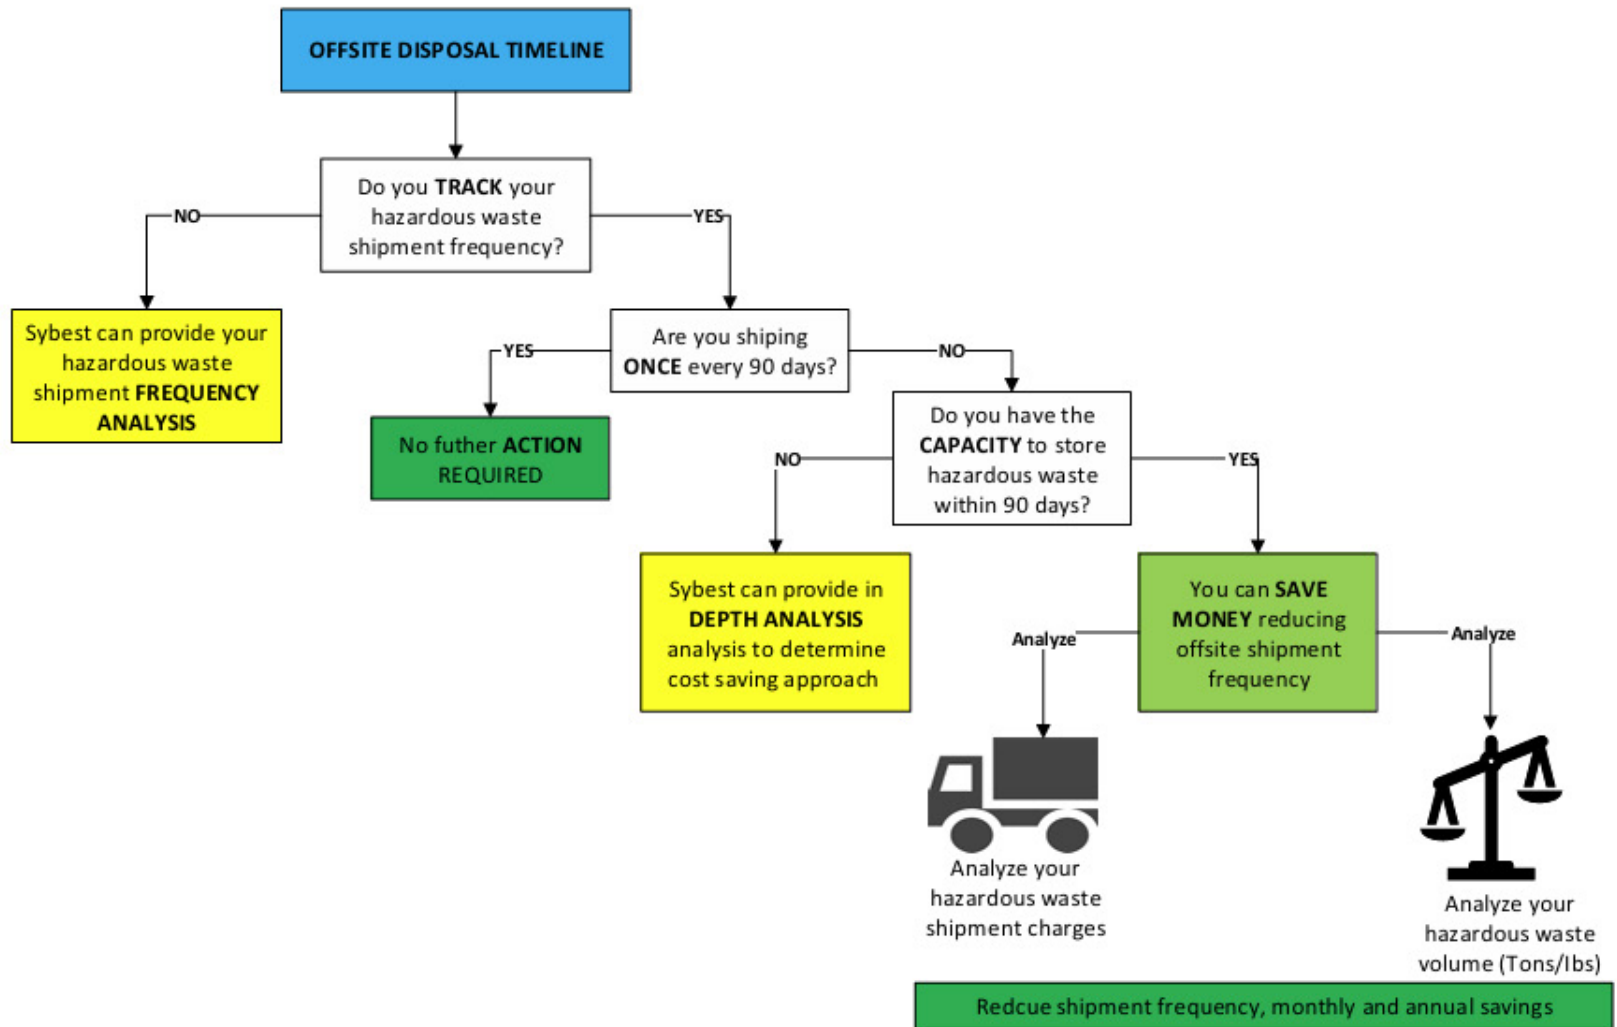 OFFSITE DISPOSAL TIMELINE
Do you TRACK your
hazardous waste
shipment frequency?
NO
YES
Sybest can provide your
hazardous waste
shipment FREQUENCY
ANALYSIS
Are you shiping
ONCE every 90 days?
YES
NO
No futher ACTION
REQUIRED
Do you have the
CAPACITY to store
hazardous waste
within 90 days?
NO
YES
Sybest can provide in
DEPTH ANALYSIS
analysis to determine
cost saving approach
You can SAVE
MONEY reducing
offsite shipment
frequency
Analyze
Analyze
Analyze your
hazardous waste
shipment charges
Analyze your
hazardous waste
volume (Tons/lbs)
Redcue shipment frequency, monthly and annual savings